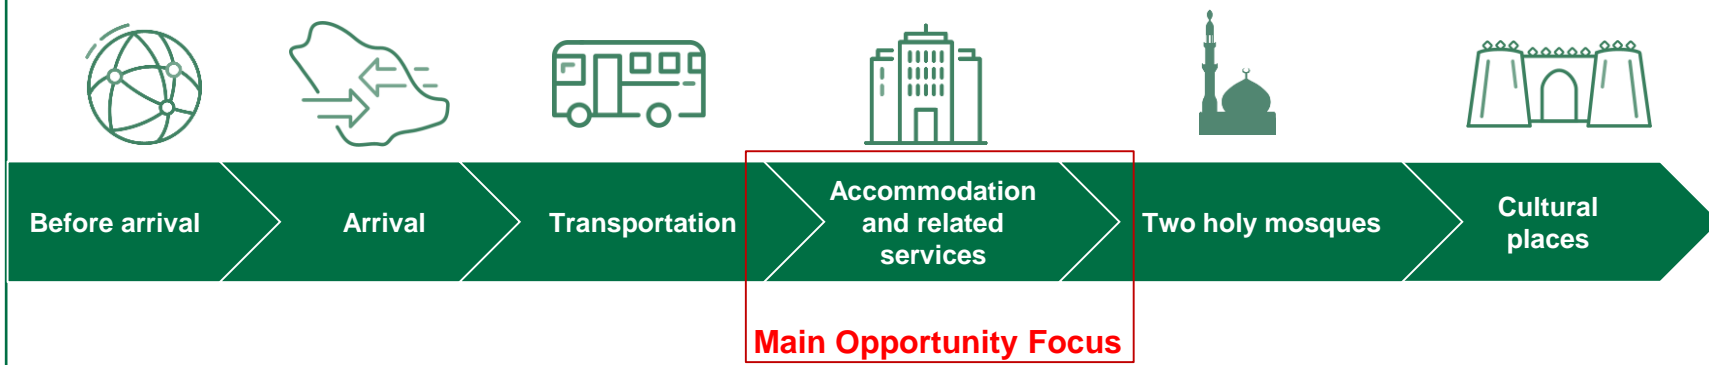 Before arrival
Arrival
Transportation
Accommodation
and related
services
Two holy mosques
Cultural
places
Main Opportunity Focus